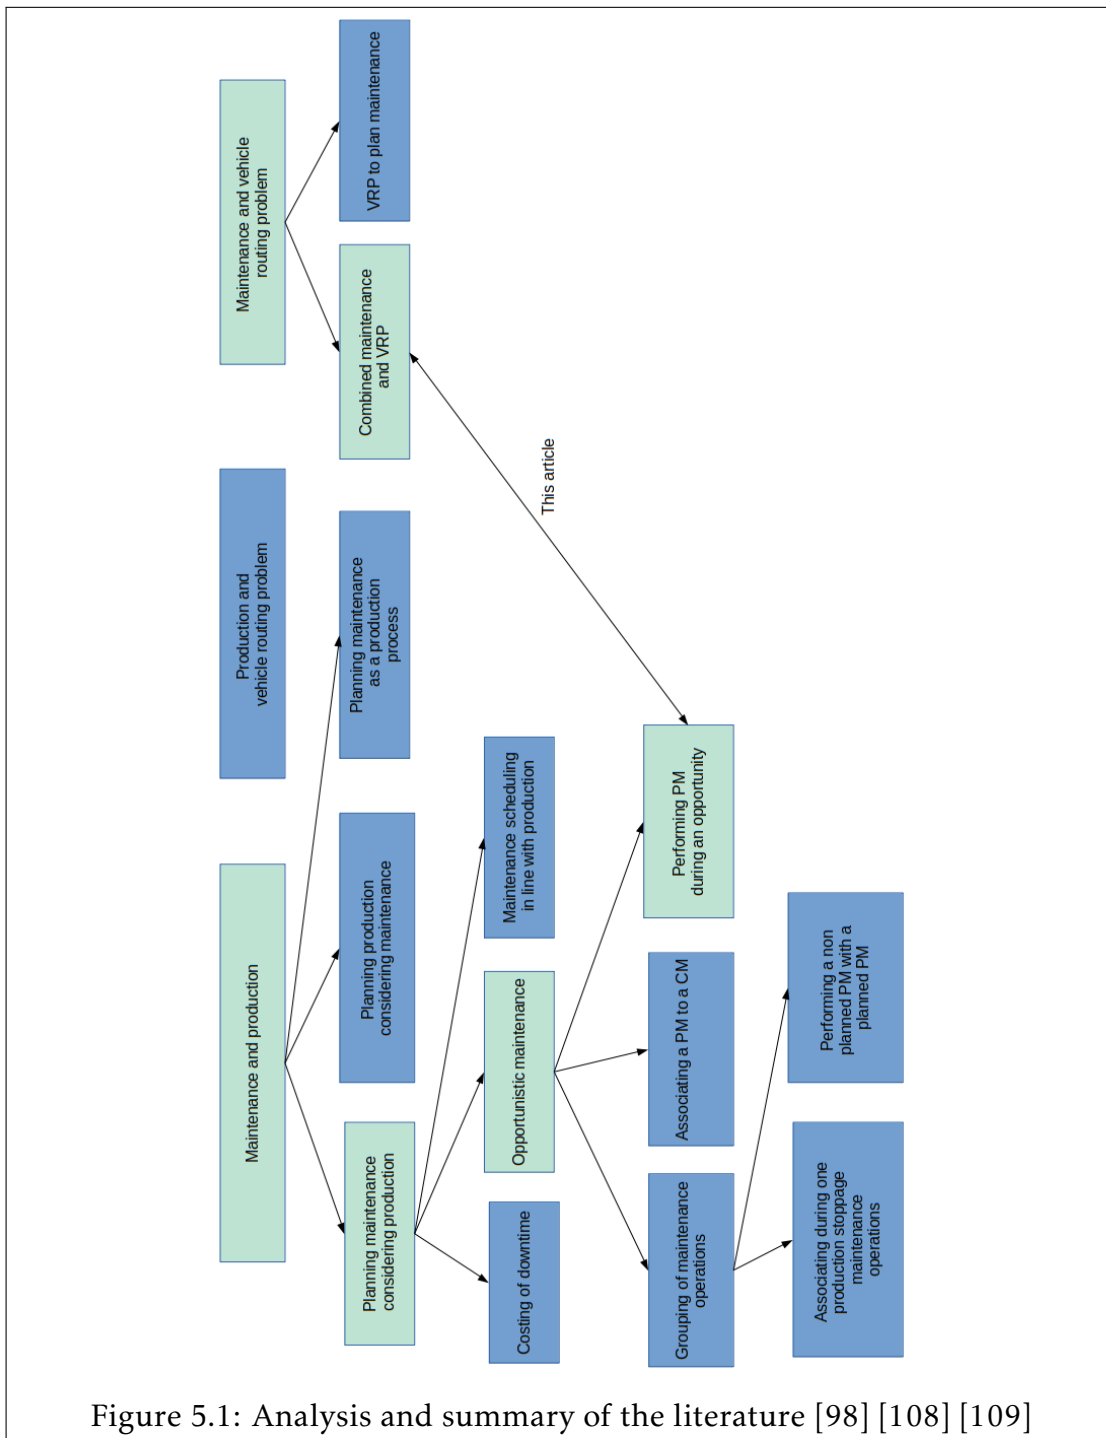 Maintenance and production
Production and
vehicle routing problem
Maintenance and vehicle
routing problem
Planning maintenance
considering production
Planning production
considering maintenance
Planning maintenance
as a production
process
Combined maintenance
and VRP
VRP to plan maintenance
Costing of downtime
Opportunistic maintenance
Maintenance scheduling
in line with production
This article
Grouping of maintenance
operations
Associating a PM to a CM
Performing PM
during an opportunity
Associating during one
production stoppage
maintenance
operations
Performing a non
planned PM with a
planned PM
Figure 5.1: Analysis and summary of the literature [98] [108] [109]